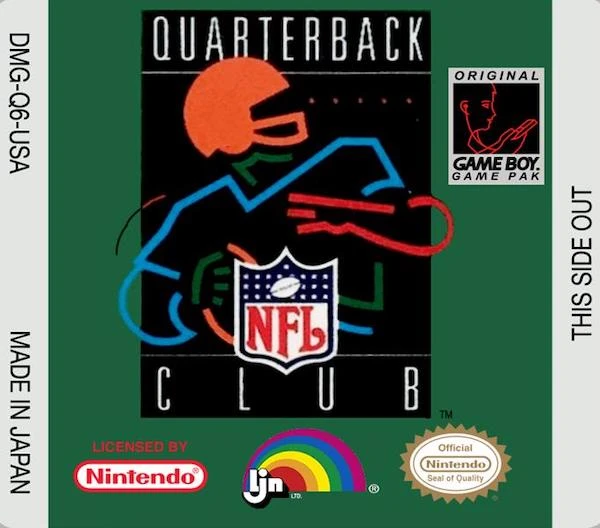 DMG-Q6-USA
MADE IN JAPAN
QUARTERBACK
NFL
CLUB
TM
ORIGINAL
GAME BOY
GAME PAK
THIS SIDE OUT
LICENSED BY
Nintendo®
ljn
LTD.
®
Official
Nintendo
Seal of Quality